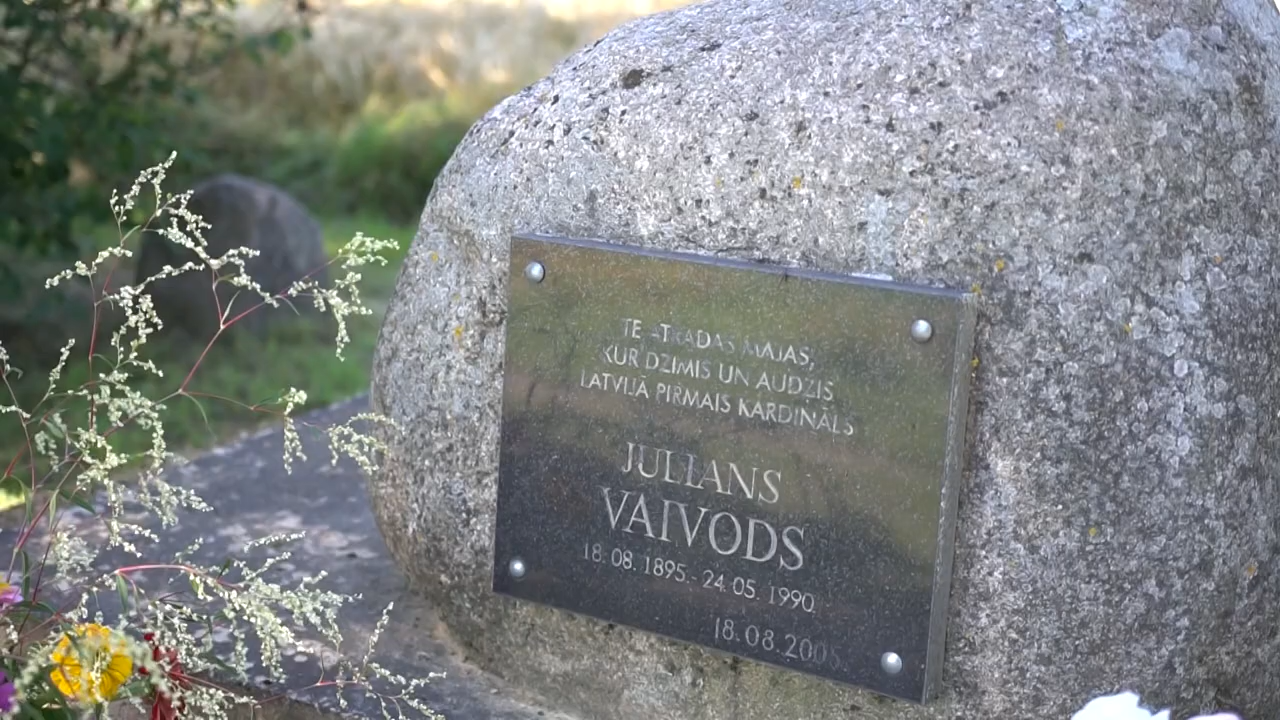 TE ATRADAS MĀJAS,
KUR DZIMIS UN AUDZIS
LATVIJĀ PIRMAIS KARDINĀLS
JULIANS
VAIVODS
18.08.1895.-24.05.1990.
18.08.2005.